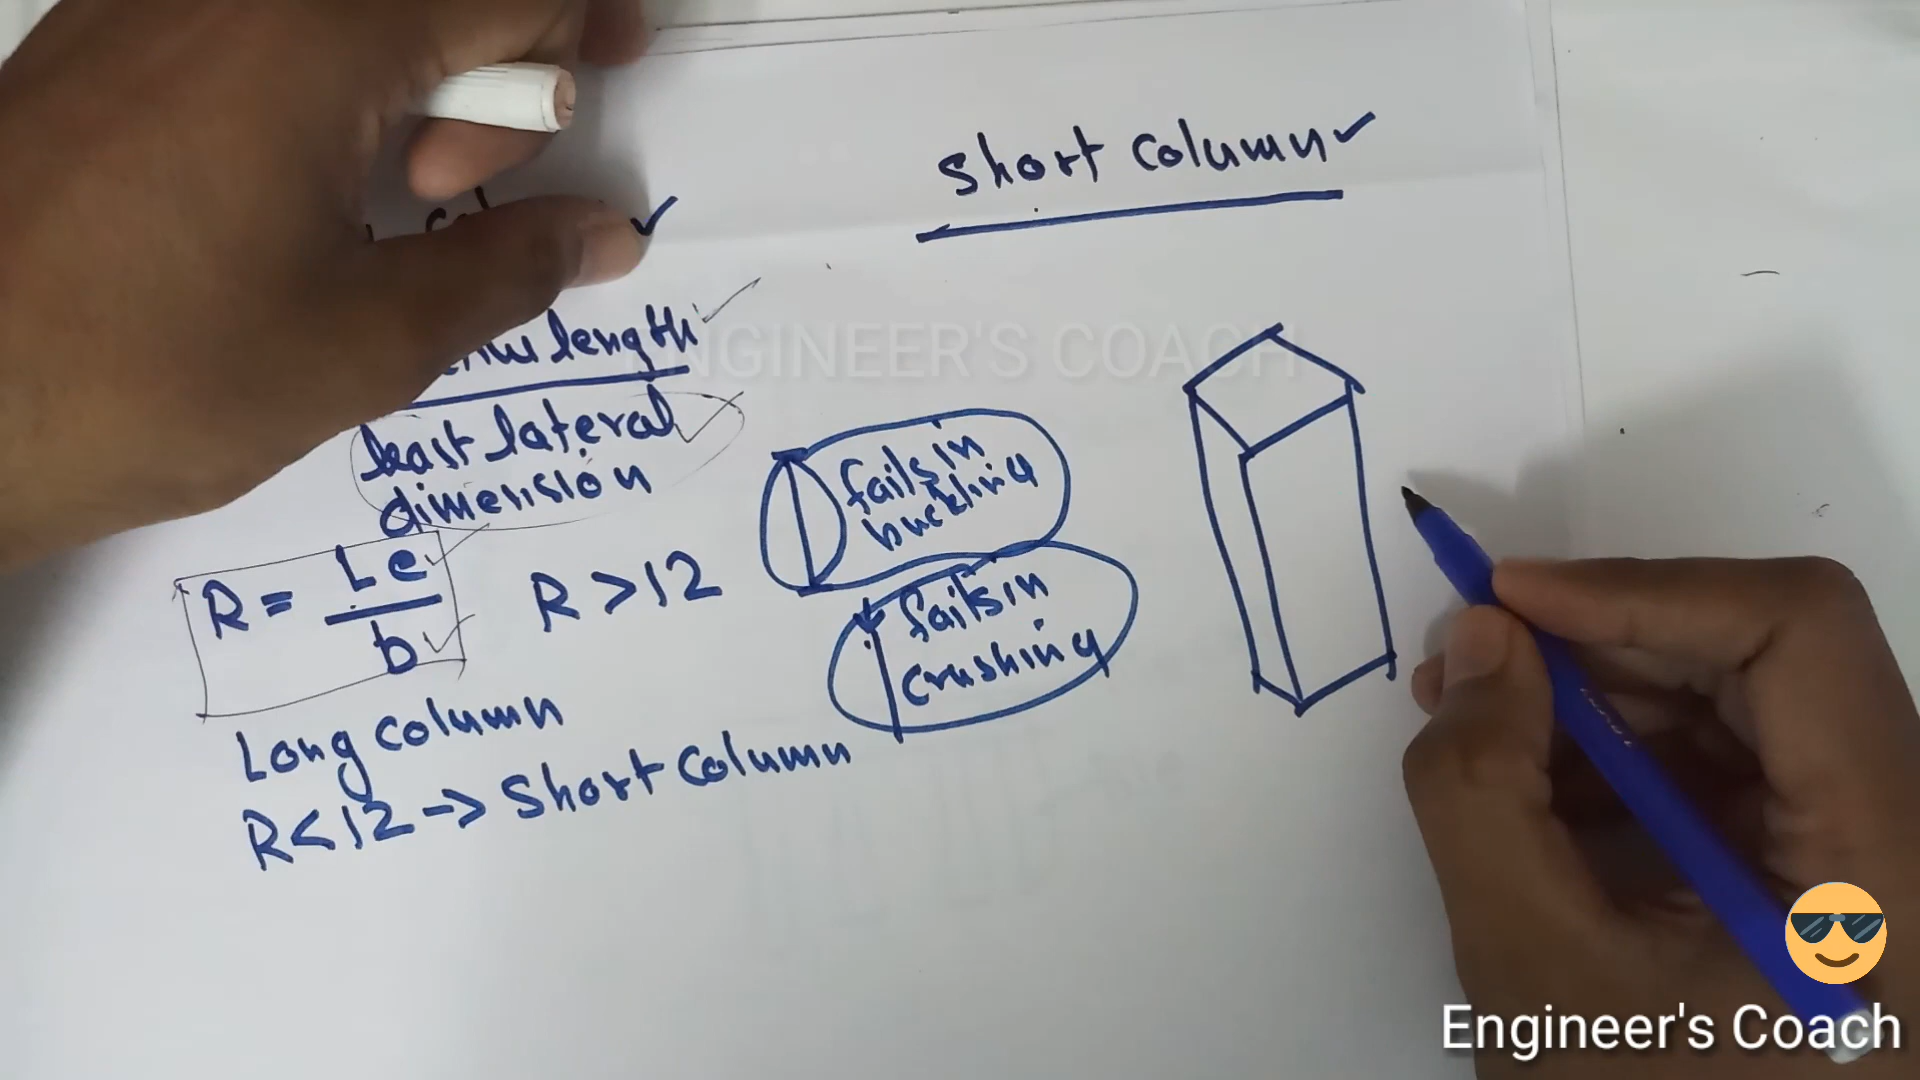 Short Column
length
least lateral
dimension
R = Le
b
R > 12
fails in
buckling
fails in
crushing
Long column
R < 12 -> Short Column
ENGINEER'S COACH
Engineer's Coach